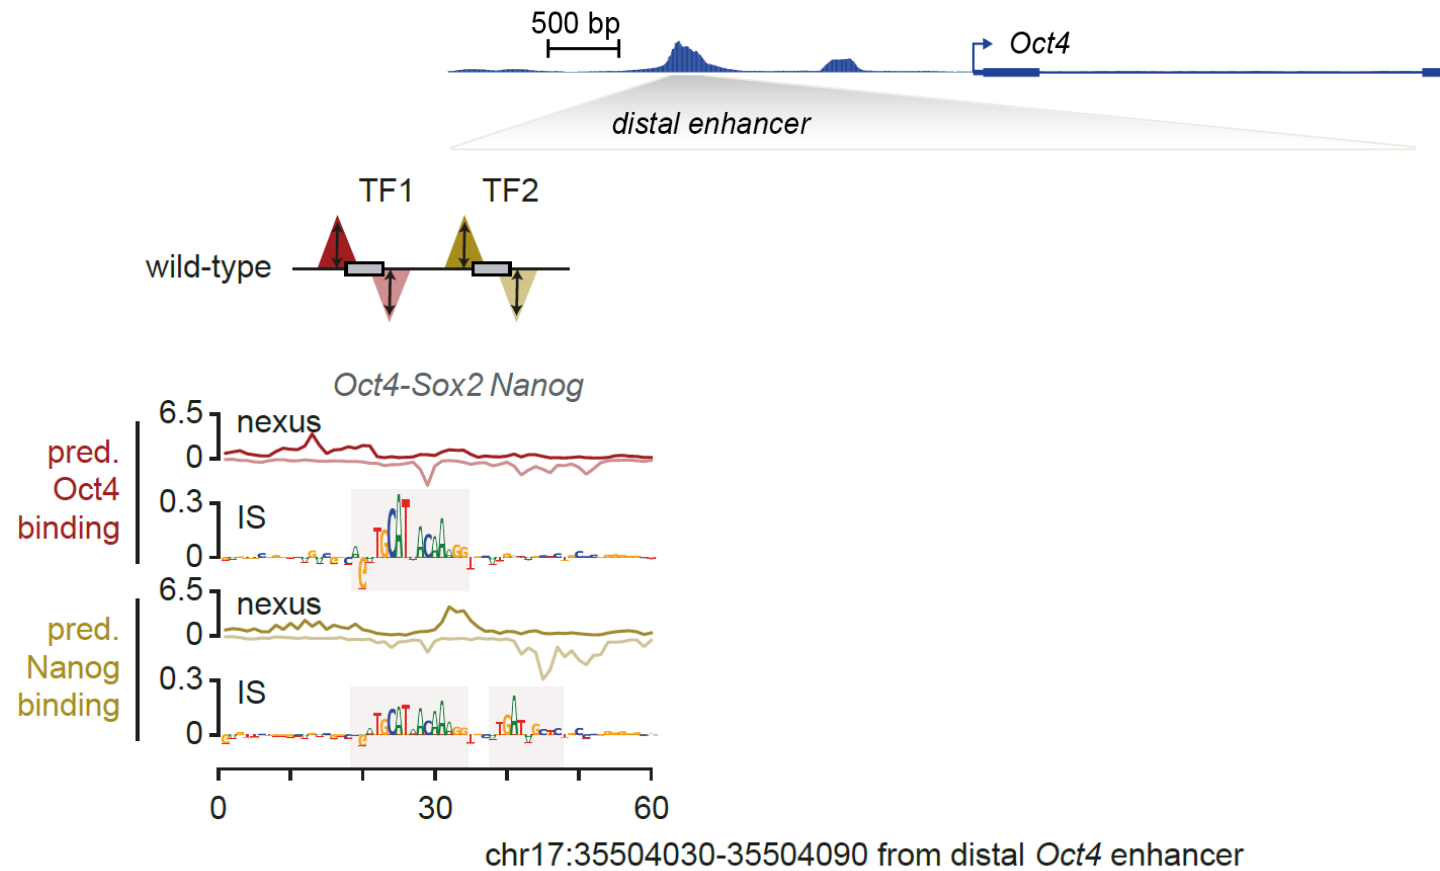 500 bp
Oct4
distal enhancer
TF1 TF2
wild-type
Oct4-Sox2 Nanog
pred.
Oct4
binding
6.5
0
nexus
0.3
0
IS
pred.
Nanog
binding
6.5
0
nexus
0.3
0
IS
0 30 60
chr17:35504030-35504090 from distal Oct4 enhancer